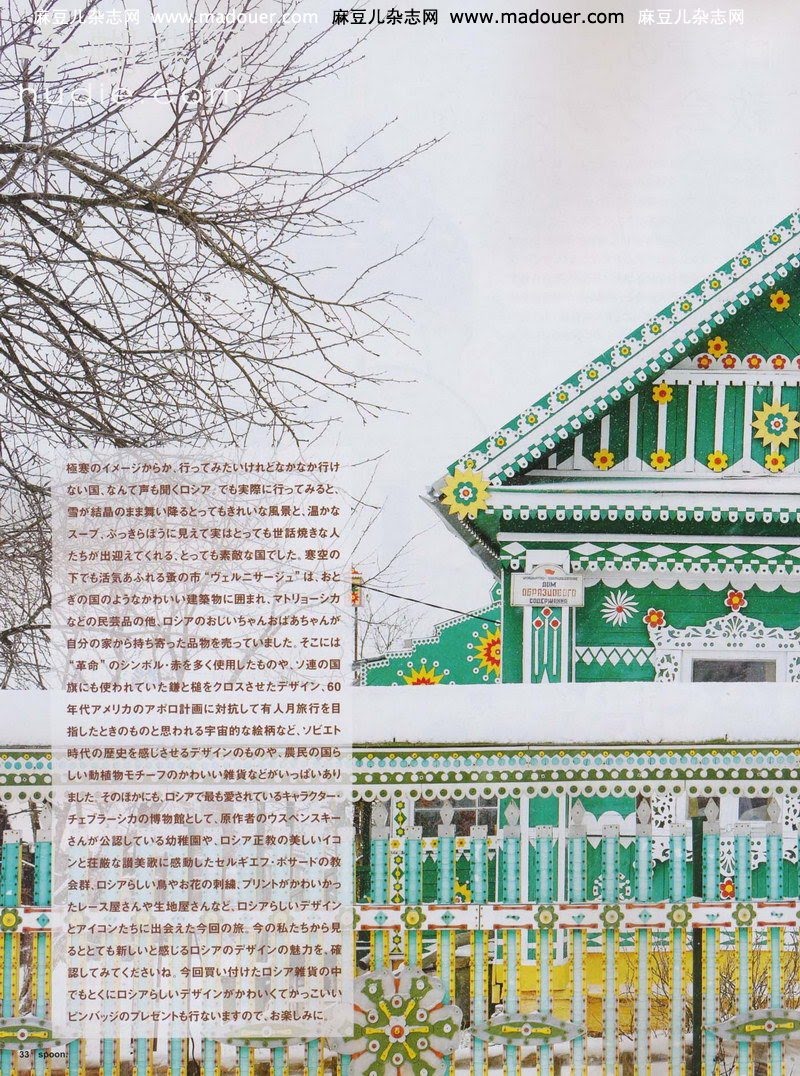 麻豆儿杂志网 www.madouer.com 麻豆儿杂志网 www.madouer.com 麻豆儿杂志网
nudie.com
極寒のイメージからか、行ってみたいけれどなかなか行け
ない国、なんて声も聞くロシア。でも実際に行ってみると、
雪が結晶のまま舞い降るとってもきれいな風景と、温かな
スープ、ぶっきらぼうに見えて実はとっても世話焼きな人
たちが出迎えてくれる、とっても素敵な国でした。寒空の
下でも活気あふれる蚤の市“ヴェルニサージュ”は、おと
ぎの国のようなかわいい建築物に囲まれ、マトリョーシカ
などの民芸品の他、ロシアのおじいちゃんおばあちゃんが
自分の家から持ち寄った品物を売っていました。そこには
“革命”のシンボル・赤を多く使用したものや、ソ連の国
旗にも使われていた鎌と槌をクロスさせたデザイン、60
年代アメリカのアポロ計画に対抗して有人月旅行を目
指したときのものと思われる宇宙的な絵柄など、ソビエト
時代の歴史を感じさせるデザインのものや、農民の国ら
しい動植物モチーフのかわいい雑貨などがいっぱいあり
ました。そのほかにも、ロシアで最も愛されているキャラクター・
チェブラーシカの博物館として、原作者のウスペンスキー
さんが公認している幼稚園や、ロシア正教の美しいイコ
ンと荘厳な讃美歌に感動したセルギエフ・ポサードの教
会群、ロシアらしい鳥やお花の刺繍、プリントがかわいかっ
たレース屋さんや生地屋さんなど、ロシアらしいデザイン
とアイコンたちに出会えた今回の旅。今の私たちから見
るととても新しいと感じるロシアのデザインの魅力を、確
認してみてくださいね。今回買い付けたロシア雑貨の中
でもとくにロシアらしいデザインがかわいくてかっこいい
ピンバッジのプレゼントも行ないますので、お楽しみに。
ДОМ
ОБРАЗЦОВОГО
СОДЕРЖАНИЯ
33 spoon: